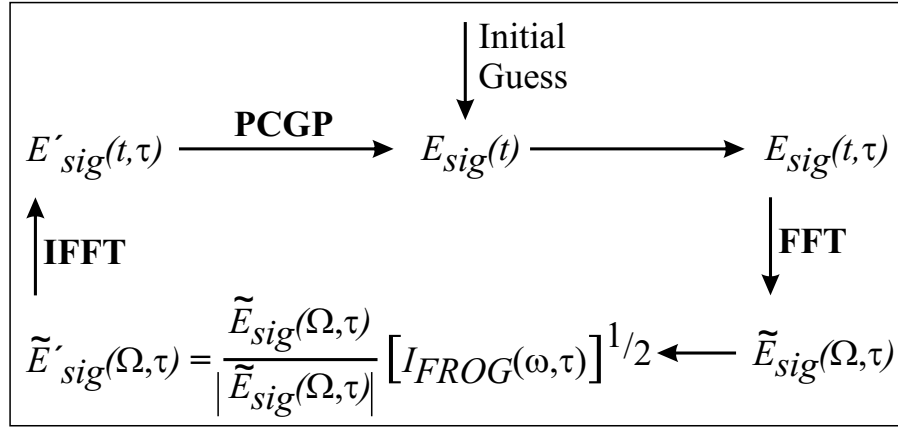 Initial
Guess
PCGP
E´sig(t,τ)
Esig(t)
Esig(t,τ)
IFFT
FFT
Ẽ´sig(Ω,τ) = Ẽsig(Ω,τ) / |Ẽsig(Ω,τ)| [IFROG(ω,τ)]^1/2
Ẽsig(Ω,τ)